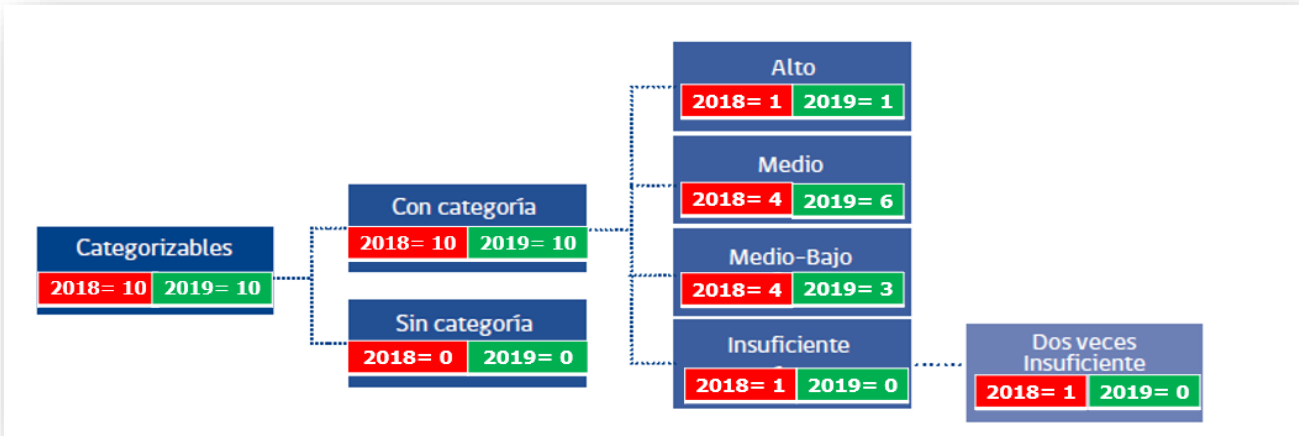 Categorizables
2018= 10 2019= 10
Con categoría
2018= 10 2019= 10
Sin categoría
2018= 0 2019= 0
Alto
2018= 1 2019= 1
Medio
2018= 4 2019= 6
Medio-Bajo
2018= 4 2019= 3
Insuficiente
2018= 1 2019= 0
Dos veces
Insuficiente
2018= 1 2019= 0